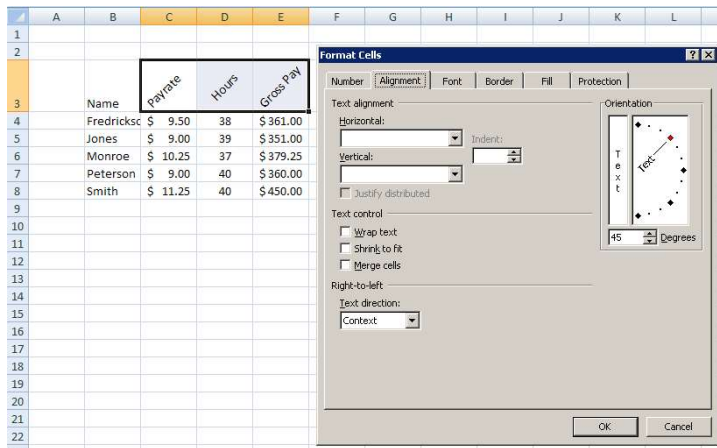 A B C D E F G H I J K L
1
2
3 Name Payrate Hours Gross Pay
4 Fredricksc $ 9.50 38 $361.00
5 Jones $ 9.00 39 $351.00
6 Monroe $ 10.25 37 $379.25
7 Peterson $ 9.00 40 $360.00
8 Smith $ 11.25 40 $450.00
9
10
11
12
13
14
15
16
17
18
19
20
21
22
Format Cells
Number Alignment Font Border Fill Protection
Text alignment
Horizontal:
Indent:
Vertical:
Justify distributed
Text control
Wrap text
Shrink to fit
Merge cells
Right-to-left
Text direction:
Context
Orientation
Text
Text
45 Degrees
OK Cancel